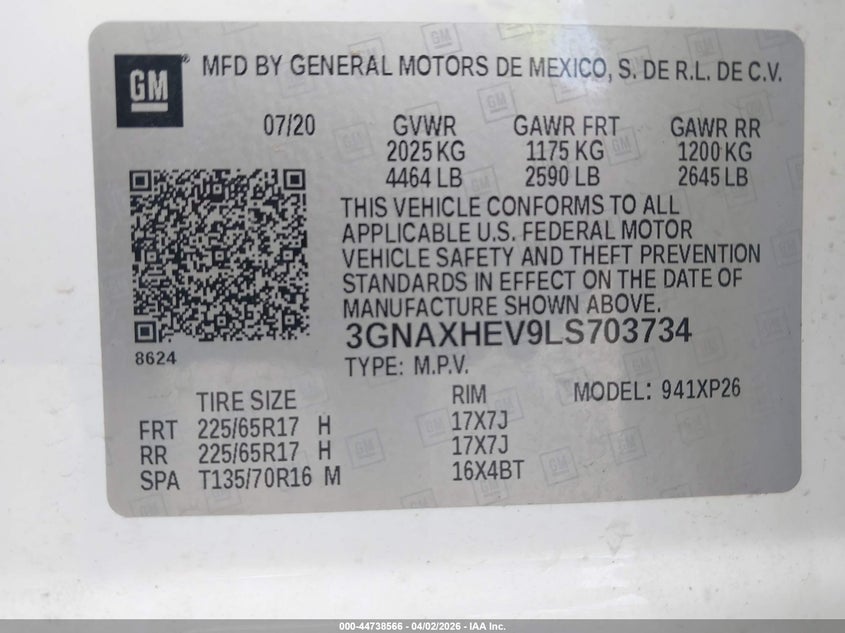 GM
MFD BY GENERAL MOTORS DE MEXICO, S. DE R.L. DE C.V.
07/20 GVWR GAWR FRT GAWR RR
2025 KG 1175 KG 1200 KG
4464 LB 2590 LB 2645 LB
THIS VEHICLE CONFORMS TO ALL
APPLICABLE U.S. FEDERAL MOTOR
VEHICLE SAFETY AND THEFT PREVENTION
STANDARDS IN EFFECT ON THE DATE OF
MANUFACTURE SHOWN ABOVE.
3GNAXHEV9LS703734
8624
TYPE: M.P.V.
TIRE SIZE RIM MODEL: 941XP26
FRT 225/65R17 H 17X7J
RR 225/65R17 H 17X7J
SPA T135/70R16 M 16X4BT
000-44738566 - 04/02/2026 - IAA Inc.